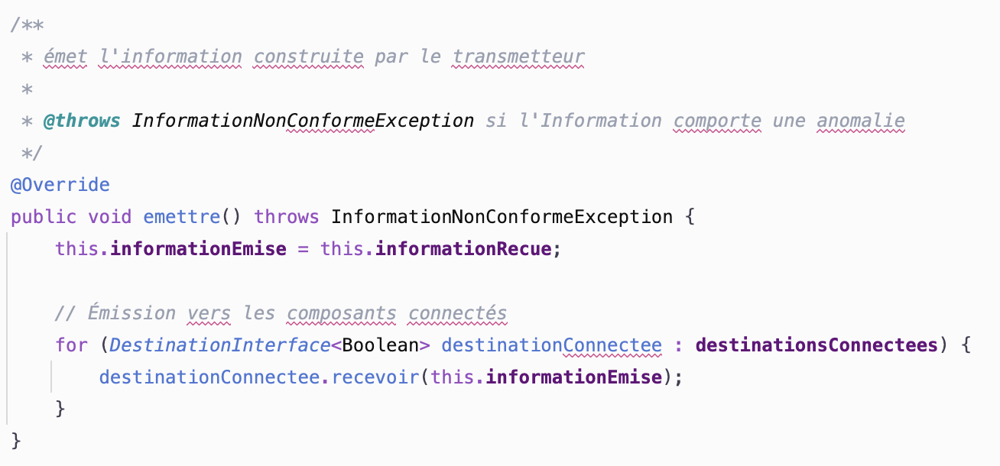 /**
 * émet l'information construite par le transmetteur
 *
 * @throws InformationNonConformeException si l'Information comporte une anomalie
 */
@Override
public void emettre() throws InformationNonConformeException {
    this.informationEmise = this.informationRecue;

    // Émission vers les composants connectés
    for (DestinationInterface<Boolean> destinationConnectee : destinationsConnectees) {
        destinationConnectee.recevoir(this.informationEmise);
    }
}